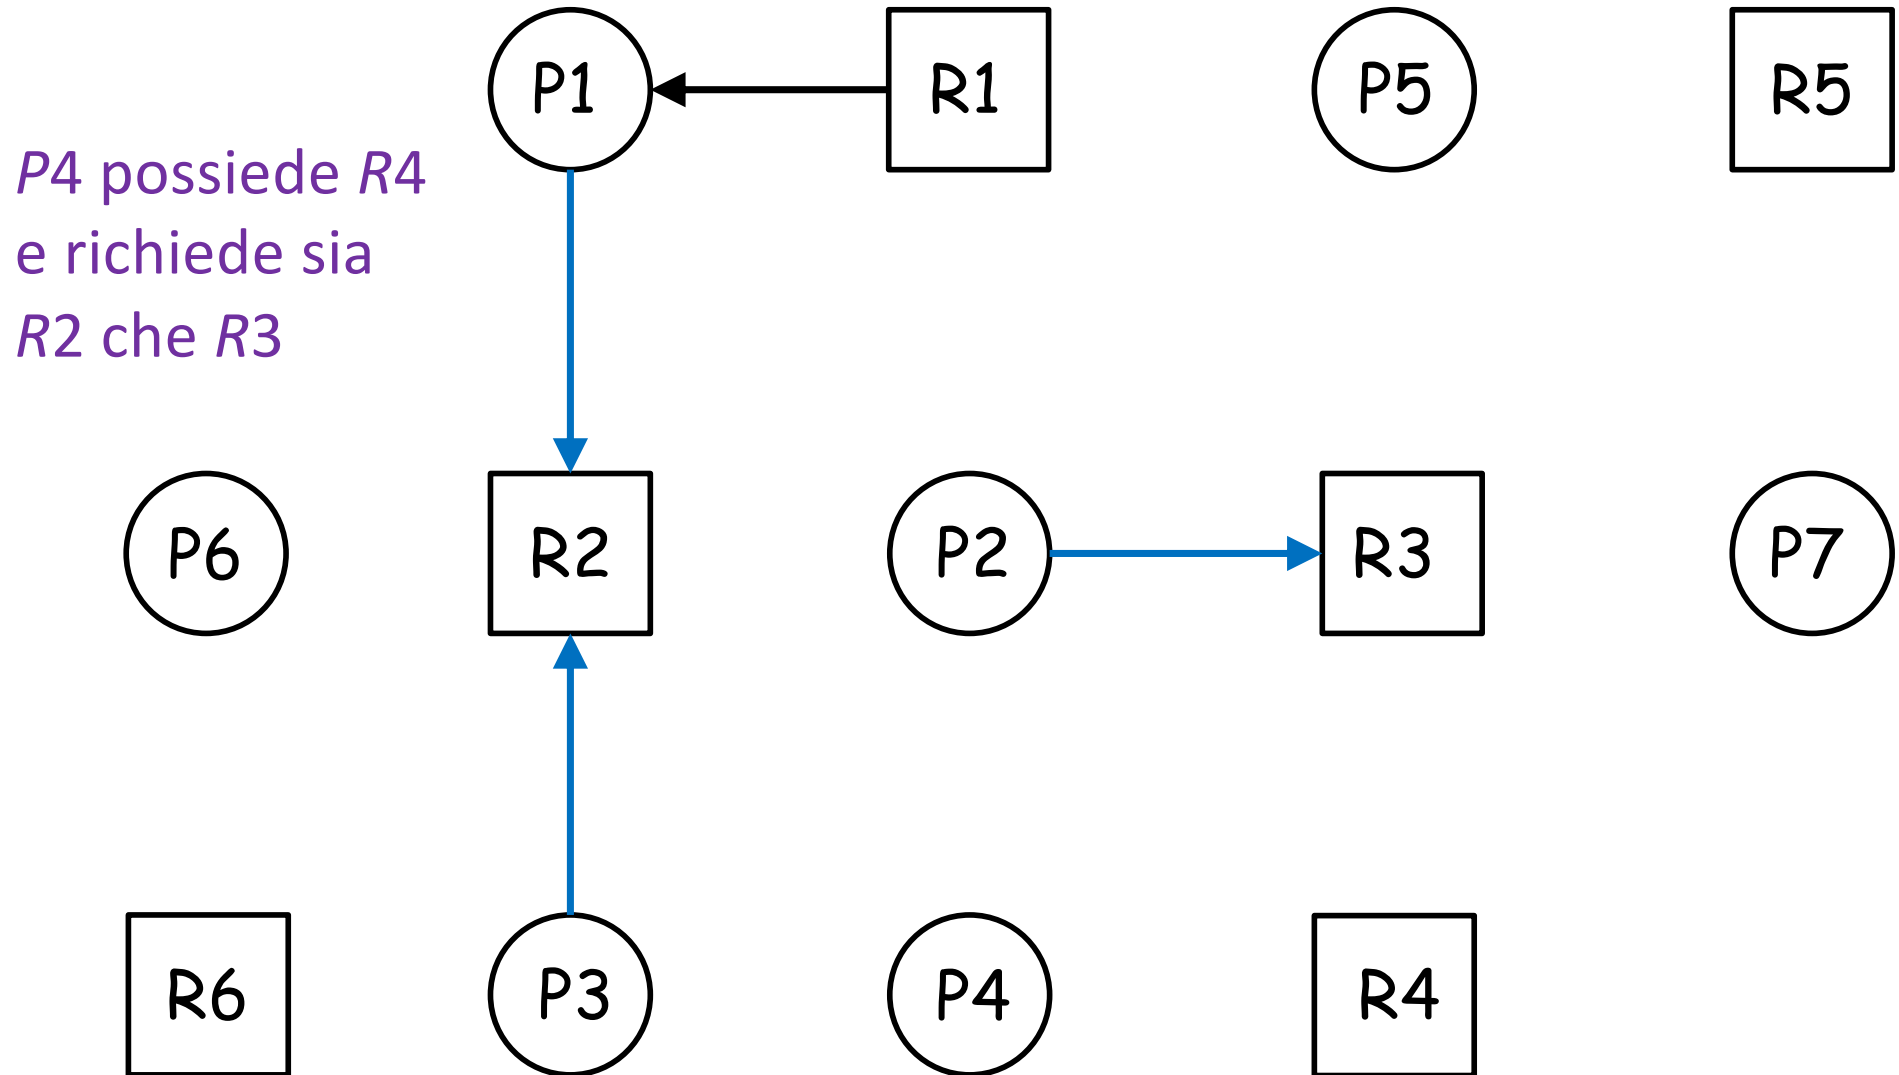 P1
R1
P5
R5
P4 possiede R4
e richiede sia
R2 che R3
P6
R2
P2
R3
P7
R6
P3
P4
R4